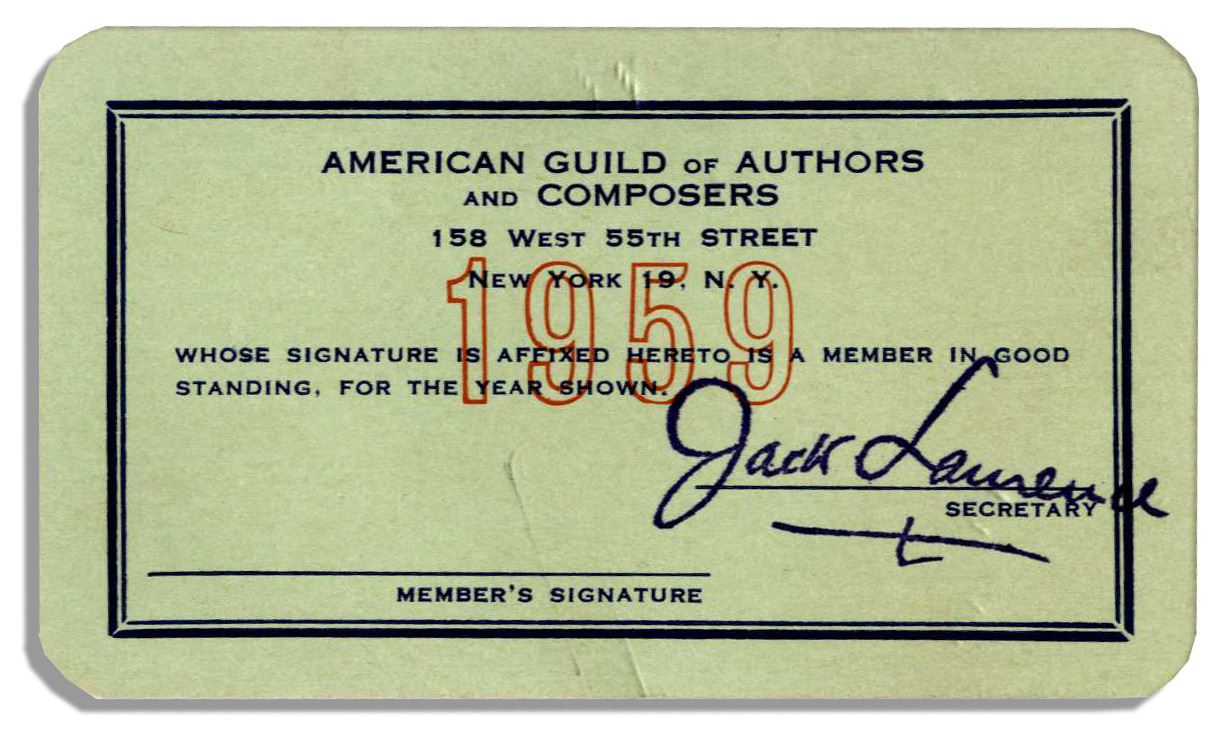 AMERICAN GUILD OF AUTHORS
AND COMPOSERS
158 WEST 55TH STREET
NEW YORK 19, N. Y.
1959
WHOSE SIGNATURE IS AFFIXED HERETO IS A MEMBER IN GOOD
STANDING, FOR THE YEAR SHOWN.
Jack Lawrence
SECRETARY
MEMBER'S SIGNATURE